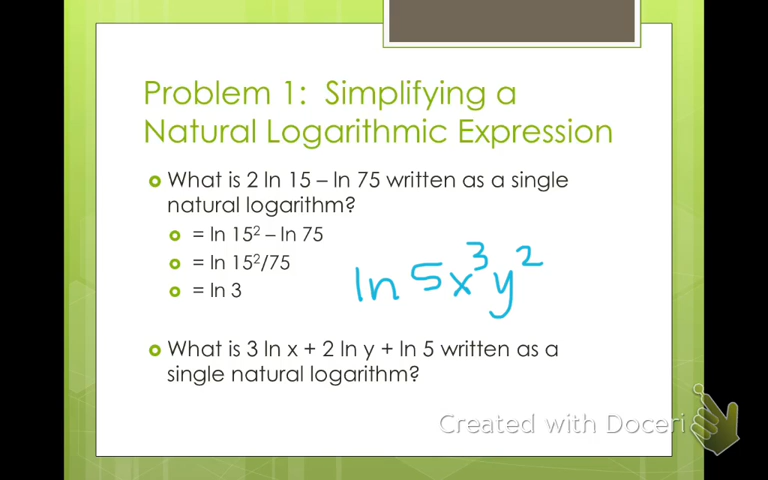 Problem 1: Simplifying a
Natural Logarithmic Expression
What is 2 ln 15 – ln 75 written as a single
natural logarithm?
= ln 15² – ln 75
= ln 15²/75
= ln 3
ln 5x³y²
What is 3 ln x + 2 ln y + ln 5 written as a
single natural logarithm?
Created with Doceri